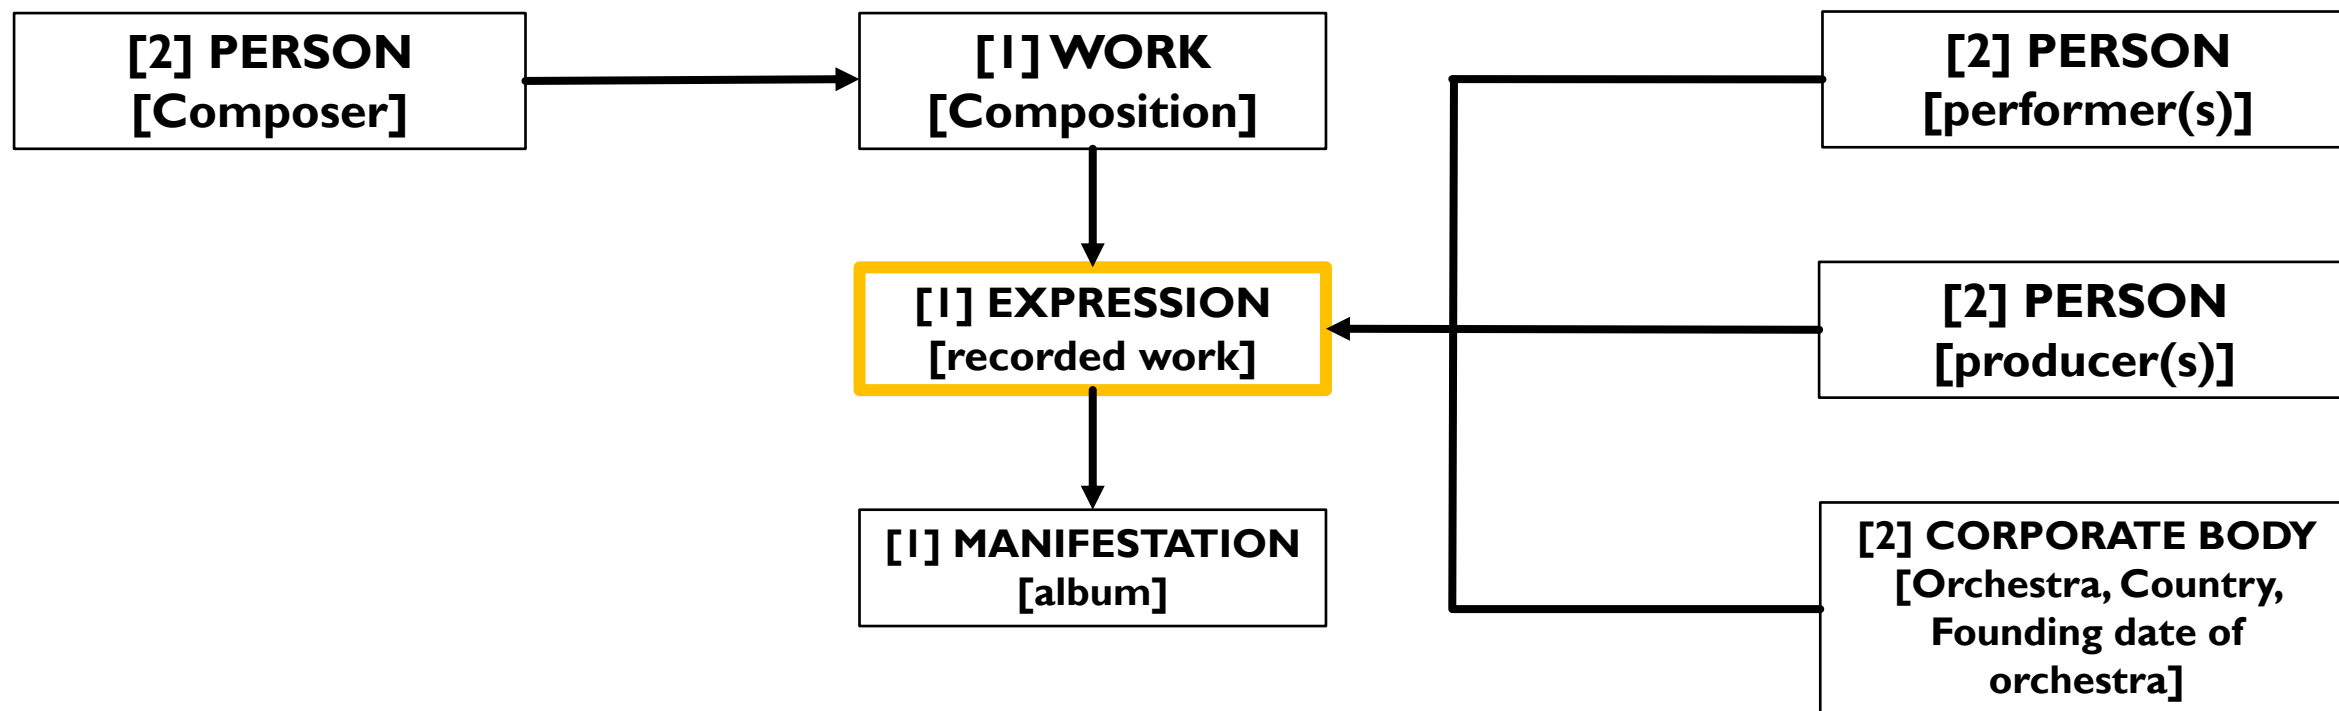 [2] PERSON
[Composer]
[1] WORK
[Composition]
[2] PERSON
[performer(s)]
[1] EXPRESSION
[recorded work]
[2] PERSON
[producer(s)]
[1] MANIFESTATION
[album]
[2] CORPORATE BODY
[Orchestra, Country,
Founding date of
orchestra]